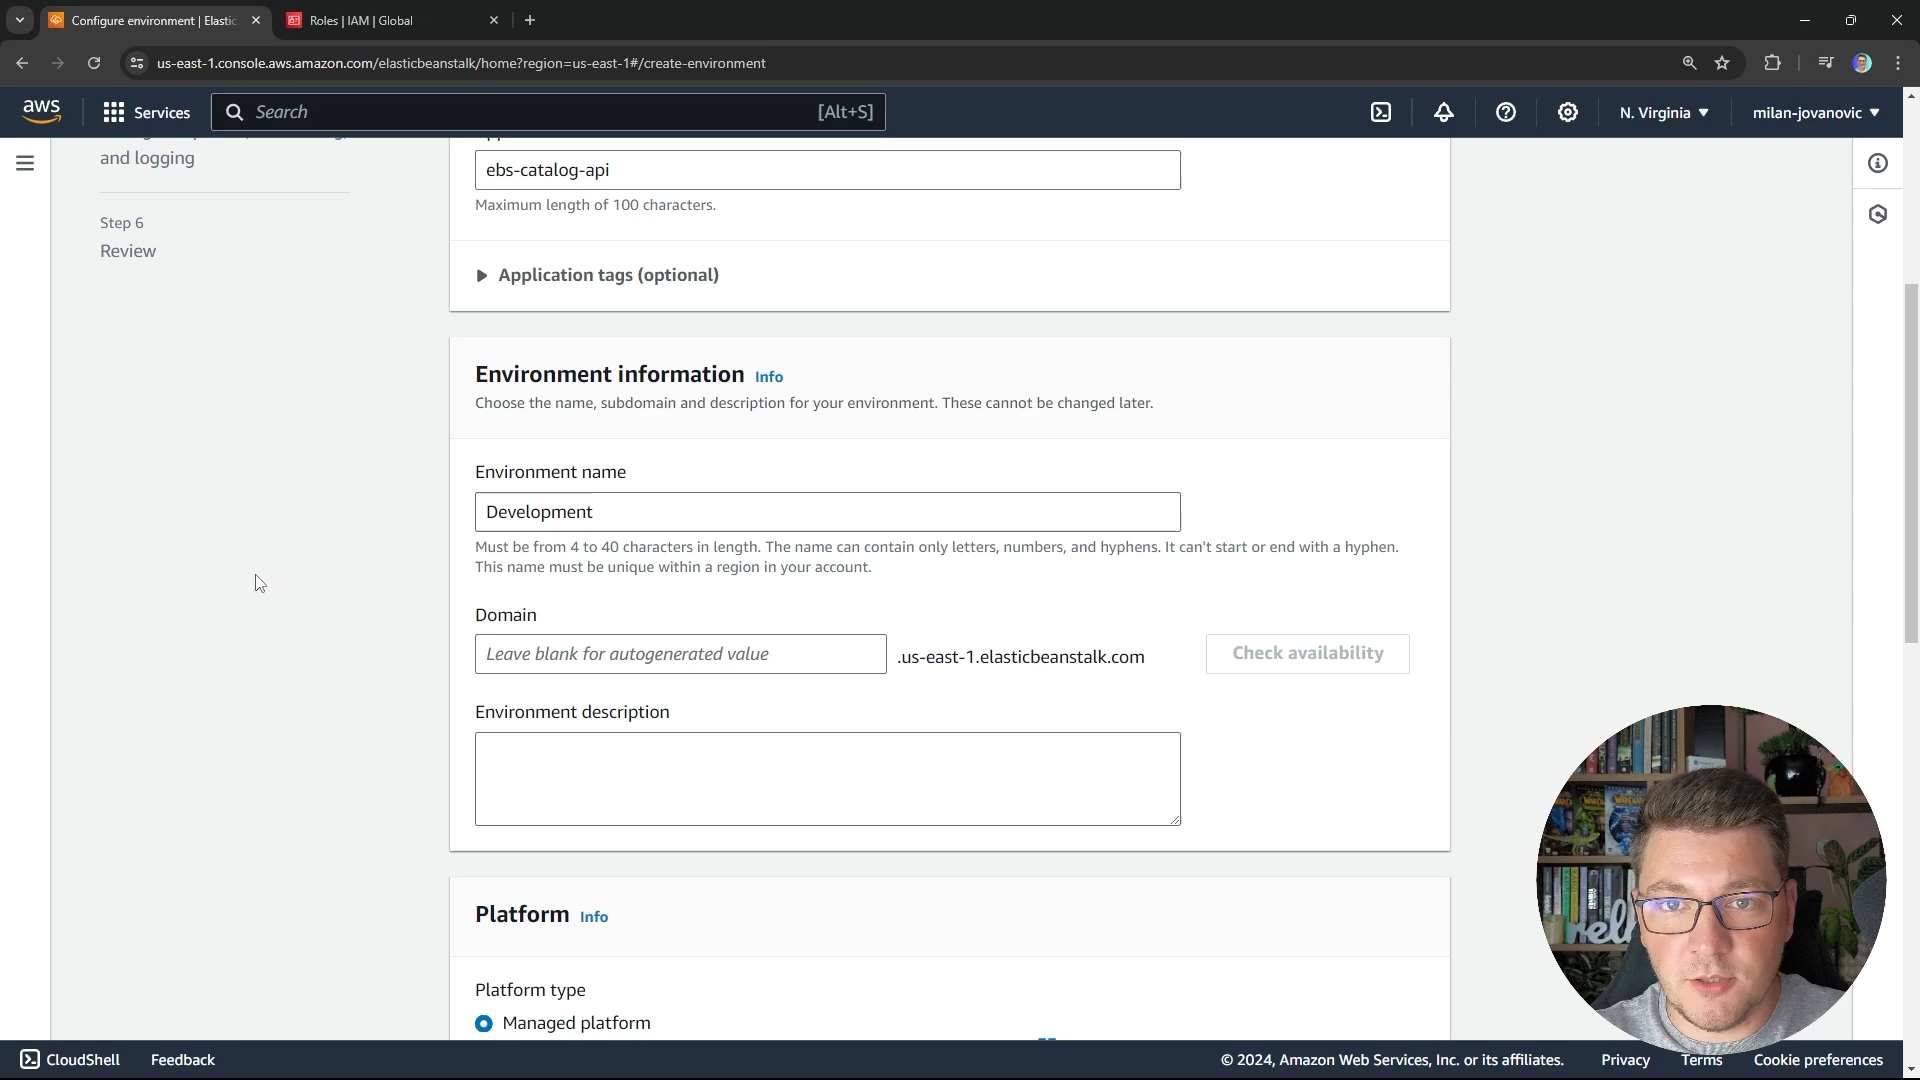 Configure environment | Elastic
Roles | IAM | Global
us-east-1.console.aws.amazon.com/elasticbeanstalk/home?region=us-east-1#/create-environment
aws
Services
Search
[Alt+S]
N. Virginia
milan-jovanovic
and logging
Step 6
Review
ebs-catalog-api
Maximum length of 100 characters.
Application tags (optional)
Environment information Info
Choose the name, subdomain and description for your environment. These cannot be changed later.
Environment name
Development
Must be from 4 to 40 characters in length. The name can contain only letters, numbers, and hyphens. It can't start or end with a hyphen.
This name must be unique within a region in your account.
Domain
Leave blank for autogenerated value
.us-east-1.elasticbeanstalk.com
Check availability
Environment description
Platform Info
Platform type
Managed platform
CloudShell
Feedback
© 2024, Amazon Web Services, Inc. or its affiliates.
Privacy
Terms
Cookie preferences